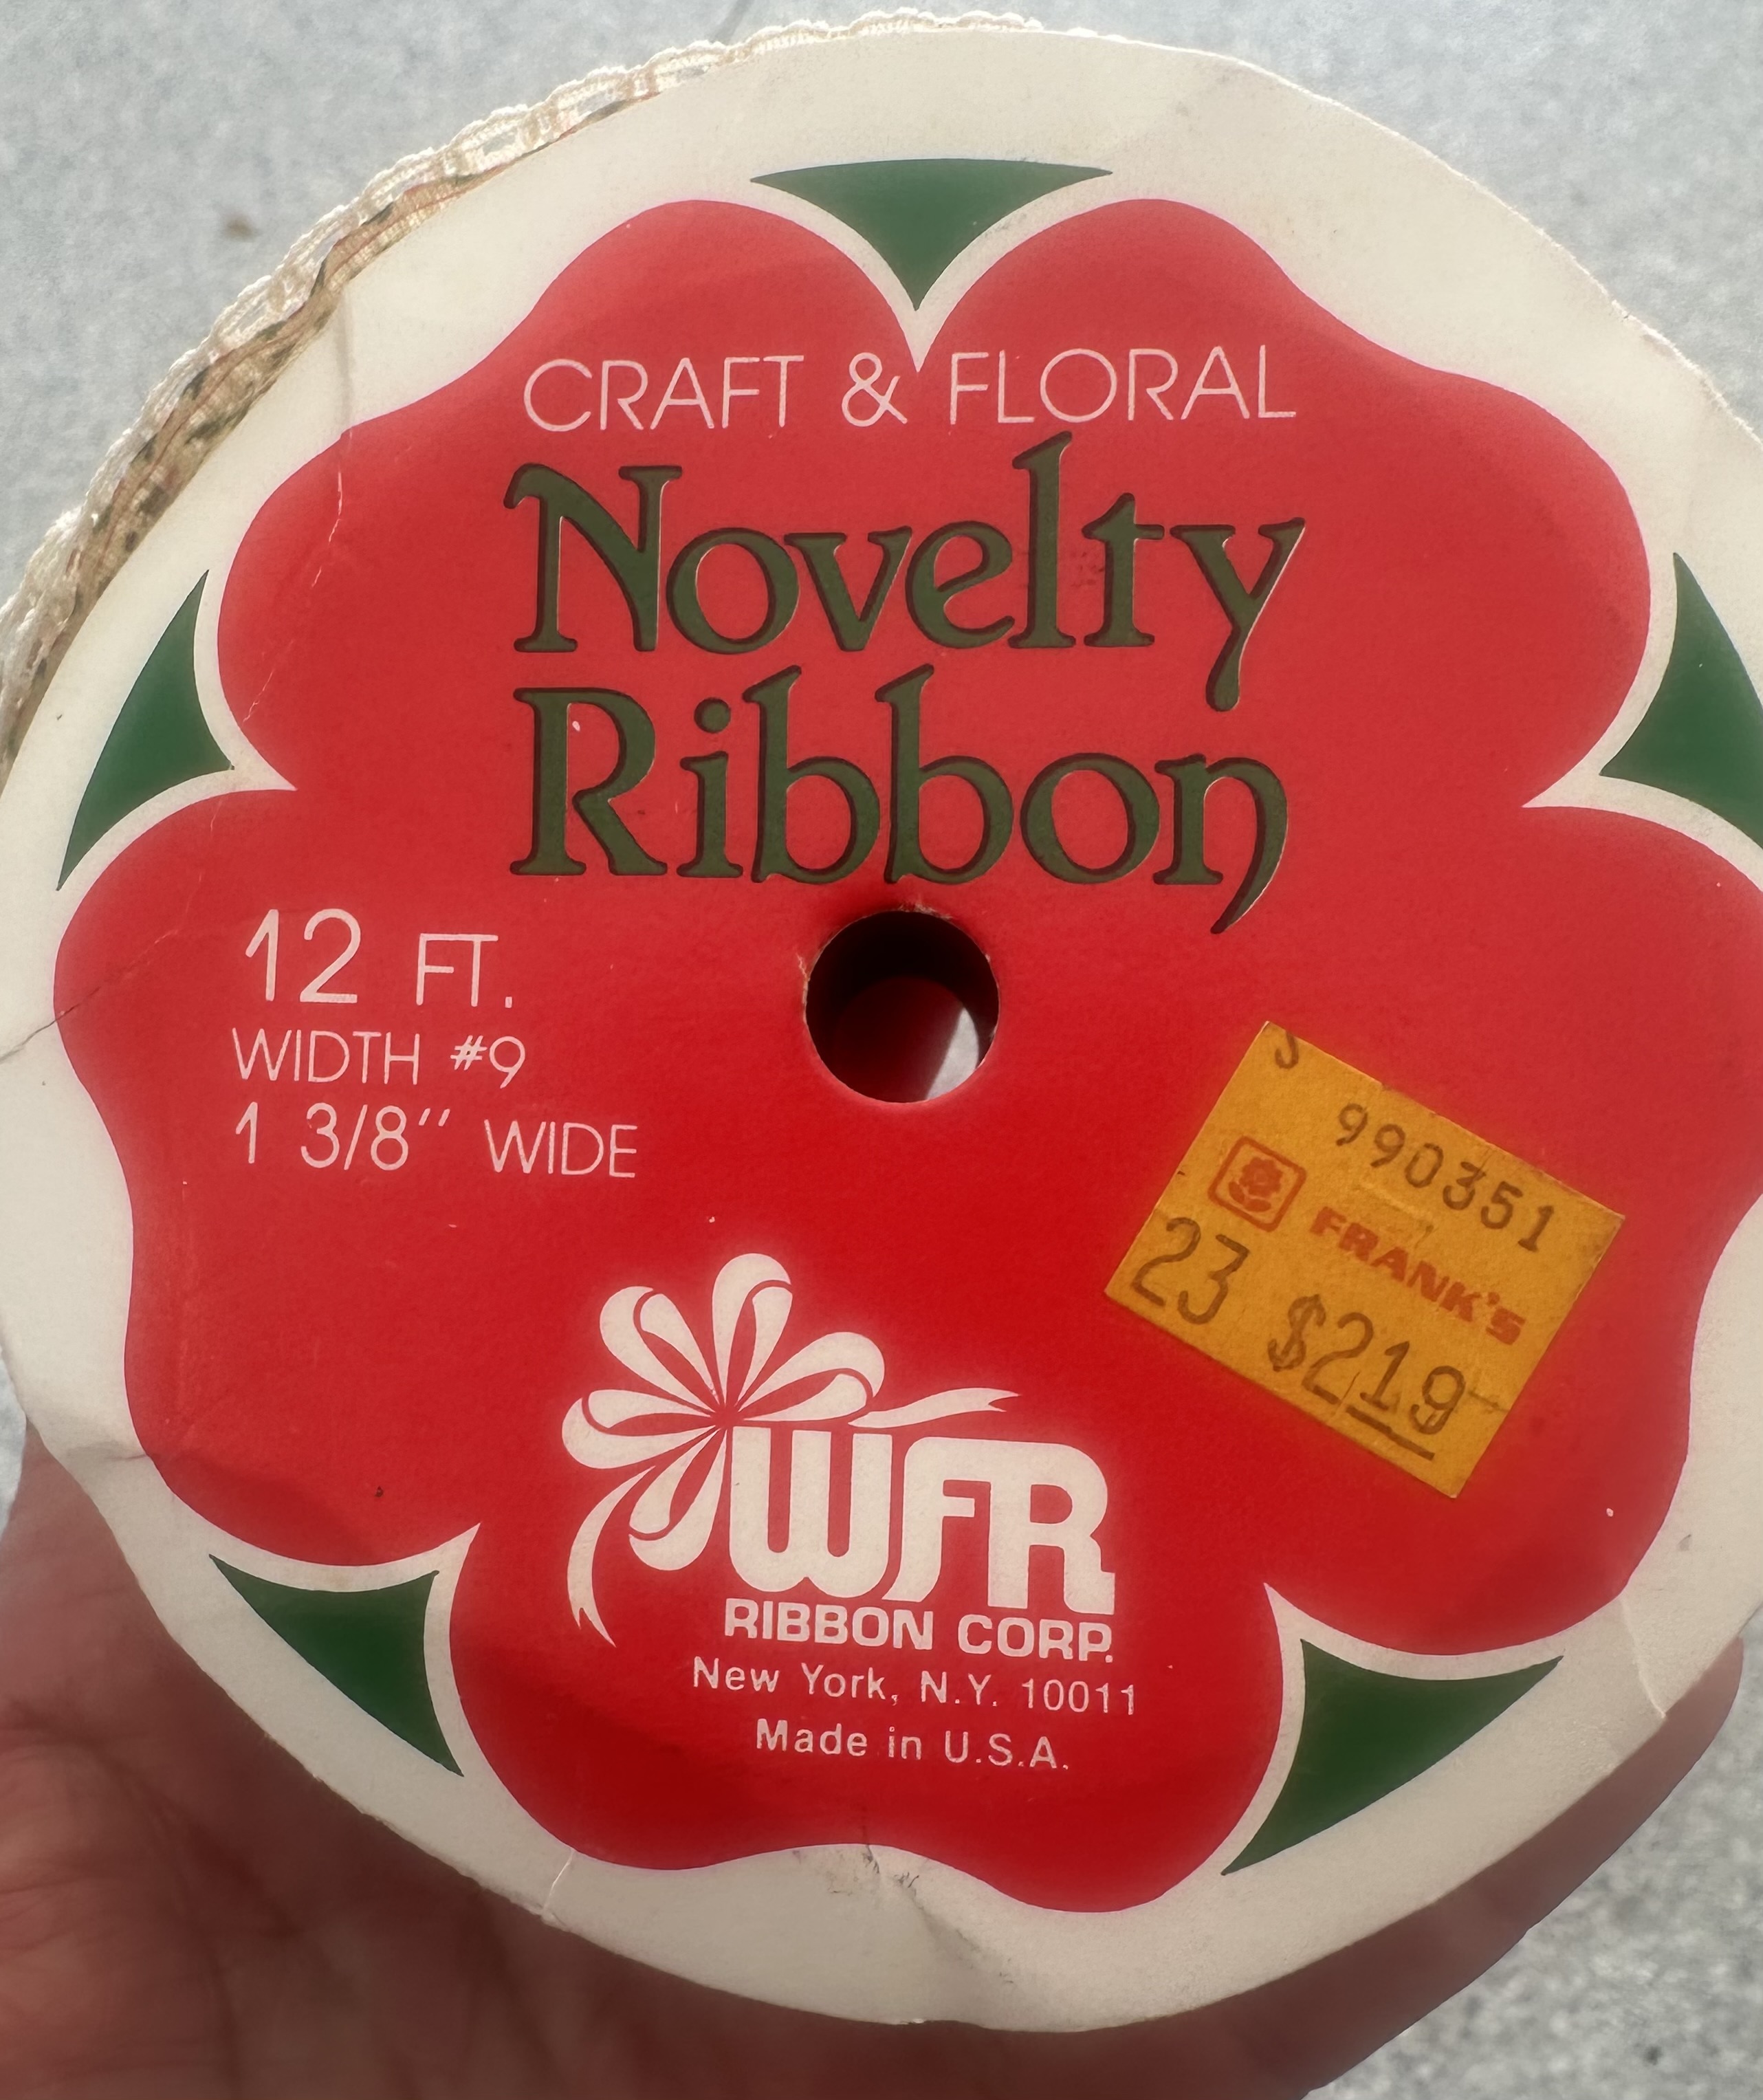 CRAFT & FLORAL
Novelty
Ribbon
12 FT.
WIDTH #9
1 3/8" WIDE
990351
FRANK'S
23 $219
WFR
RIBBON CORP.
New York, N.Y. 10011
Made in U.S.A.